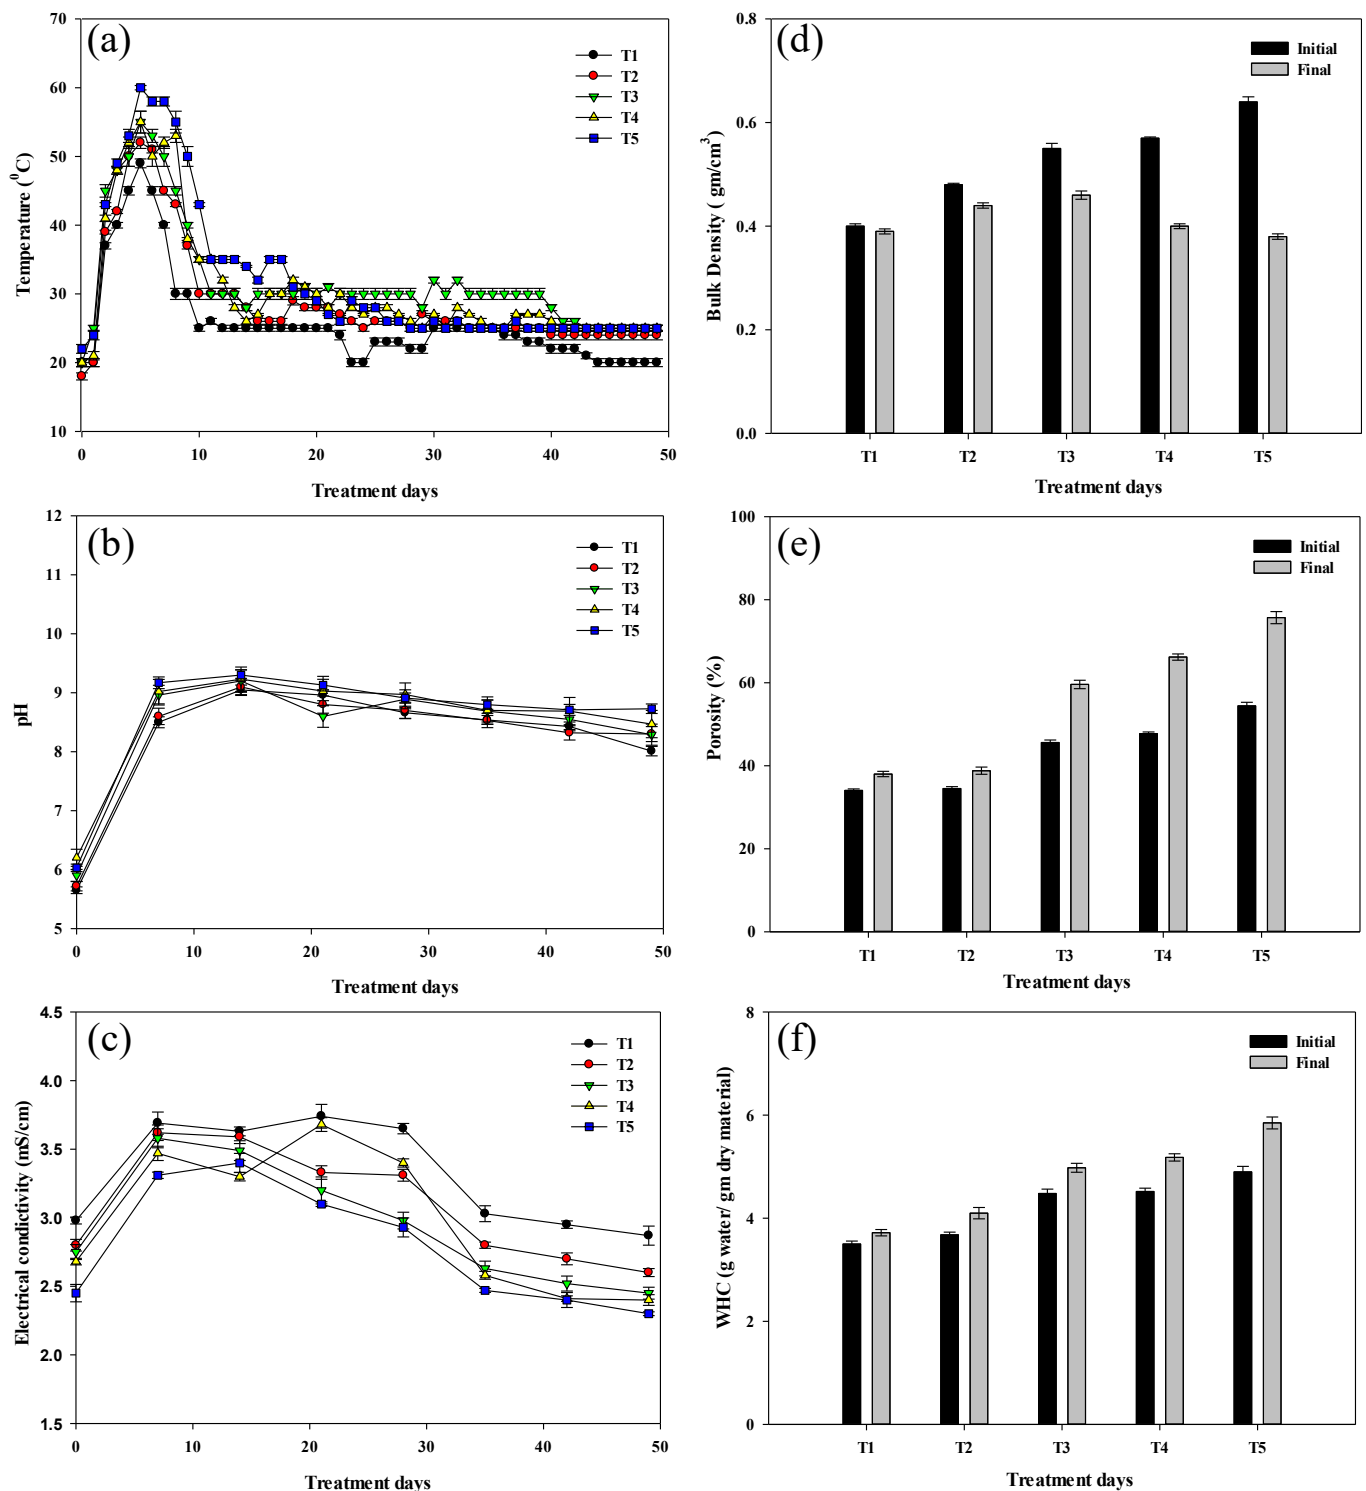 (a)
70
60
50
40
30
20
10
Temperature (⁰C)
T1
T2
T3
T4
T5
0
10
20
30
40
50
Treatment days
(d)
0.8
0.6
0.4
0.2
0.0
Bulk Density ( gm/cm³)
Initial
Final
T1
T2
T3
T4
T5
Treatment days
(b)
12
11
10
9
8
7
6
5
pH
T1
T2
T3
T4
T5
0
10
20
30
40
50
Treatment days
(e)
100
80
60
40
20
0
Porosity (%)
Initial
Final
T1
T2
T3
T4
T5
Treatment days
(c)
4.5
4.0
3.5
3.0
2.5
2.0
1.5
Electrical condictivity (mS/cm)
T1
T2
T3
T4
T5
0
10
20
30
40
50
Treatment days
(f)
8
6
4
2
0
WHC (g water/ gm dry material)
Initial
Final
T1
T2
T3
T4
T5
Treatment days